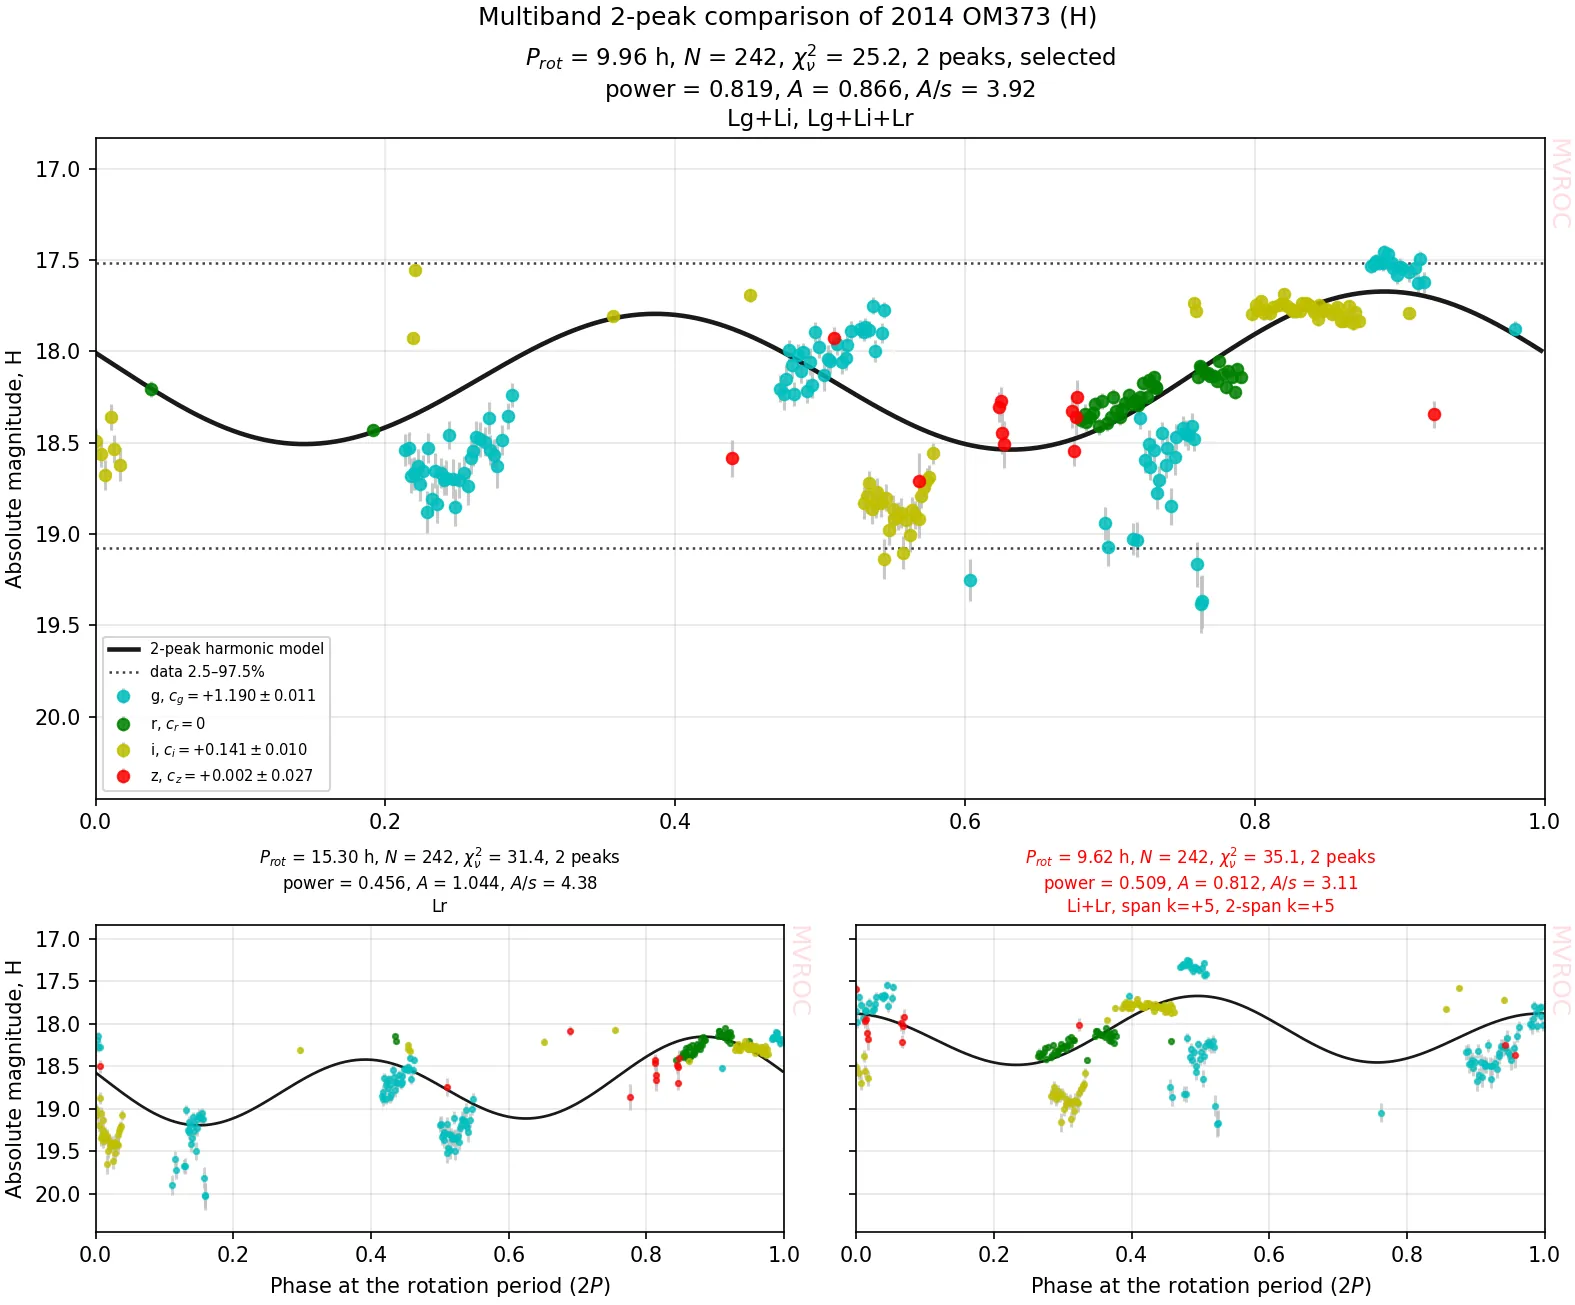 Multiband 2-peak comparison of 2014 OM373 (H)
P_rot = 9.96 h, N = 242, χ²_ν = 25.2, 2 peaks, selected
power = 0.819, A = 0.866, A/s = 3.92
Lg+Li, Lg+Li+Lr
MVROC
17.0
17.5
18.0
18.5
19.0
19.5
20.0
Absolute magnitude, H
2-peak harmonic model
data 2.5–97.5%
g, c_g = +1.190 ± 0.011
r, c_r = 0
i, c_i = +0.141 ± 0.010
z, c_z = +0.002 ± 0.027
0.0 0.2 0.4 0.6 0.8 1.0
P_rot = 15.30 h, N = 242, χ²_ν = 31.4, 2 peaks
power = 0.456, A = 1.044, A/s = 4.38
Lr
MVROC
17.0
17.5
18.0
18.5
19.0
19.5
20.0
Absolute magnitude, H
0.0 0.2 0.4 0.6 0.8 1.0
Phase at the rotation period (2P)
P_rot = 9.62 h, N = 242, χ²_ν = 35.1, 2 peaks
power = 0.509, A = 0.812, A/s = 3.11
Li+Lr, span k=+5, 2-span k=+5
MVROC
0.0 0.2 0.4 0.6 0.8 1.0
Phase at the rotation period (2P)